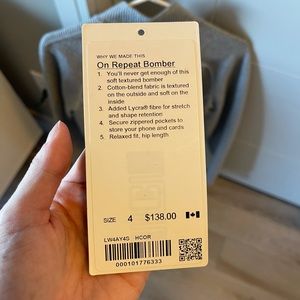 WHY WE MADE THIS
On Repeat Bomber
1. You'll never get enough of this
soft textured bomber
2. Cotton-blend fabric is textured
on the outside and soft on
the inside
3. Added Lycra® fibre for stretch
and shape retention
4. Secure zippered pockets to
store your phone and cards
5. Relaxed fit, hip length
SIZE 4 $138.00
LW4AY4S HCOR
000101776333